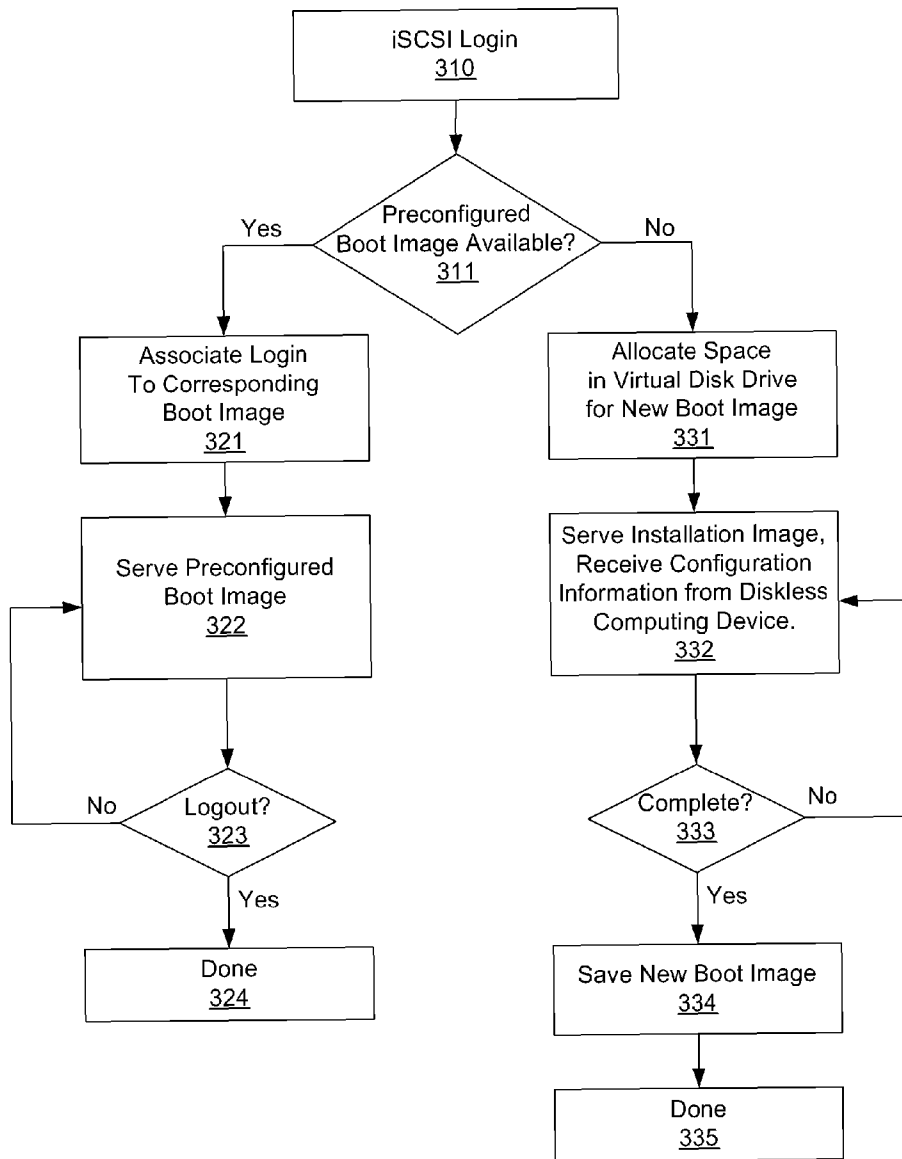 iSCSI Login
310
Preconfigured
Boot Image Available?
311
Yes
No
Associate Login
To Corresponding
Boot Image
321
Allocate Space
in Virtual Disk Drive
for New Boot Image
331
Serve Preconfigured
Boot Image
322
Serve Installation Image,
Receive Configuration
Information from Diskless
Computing Device.
332
No
Logout?
323
Yes
Complete?
333
No
Yes
Done
324
Save New Boot Image
334
Done
335